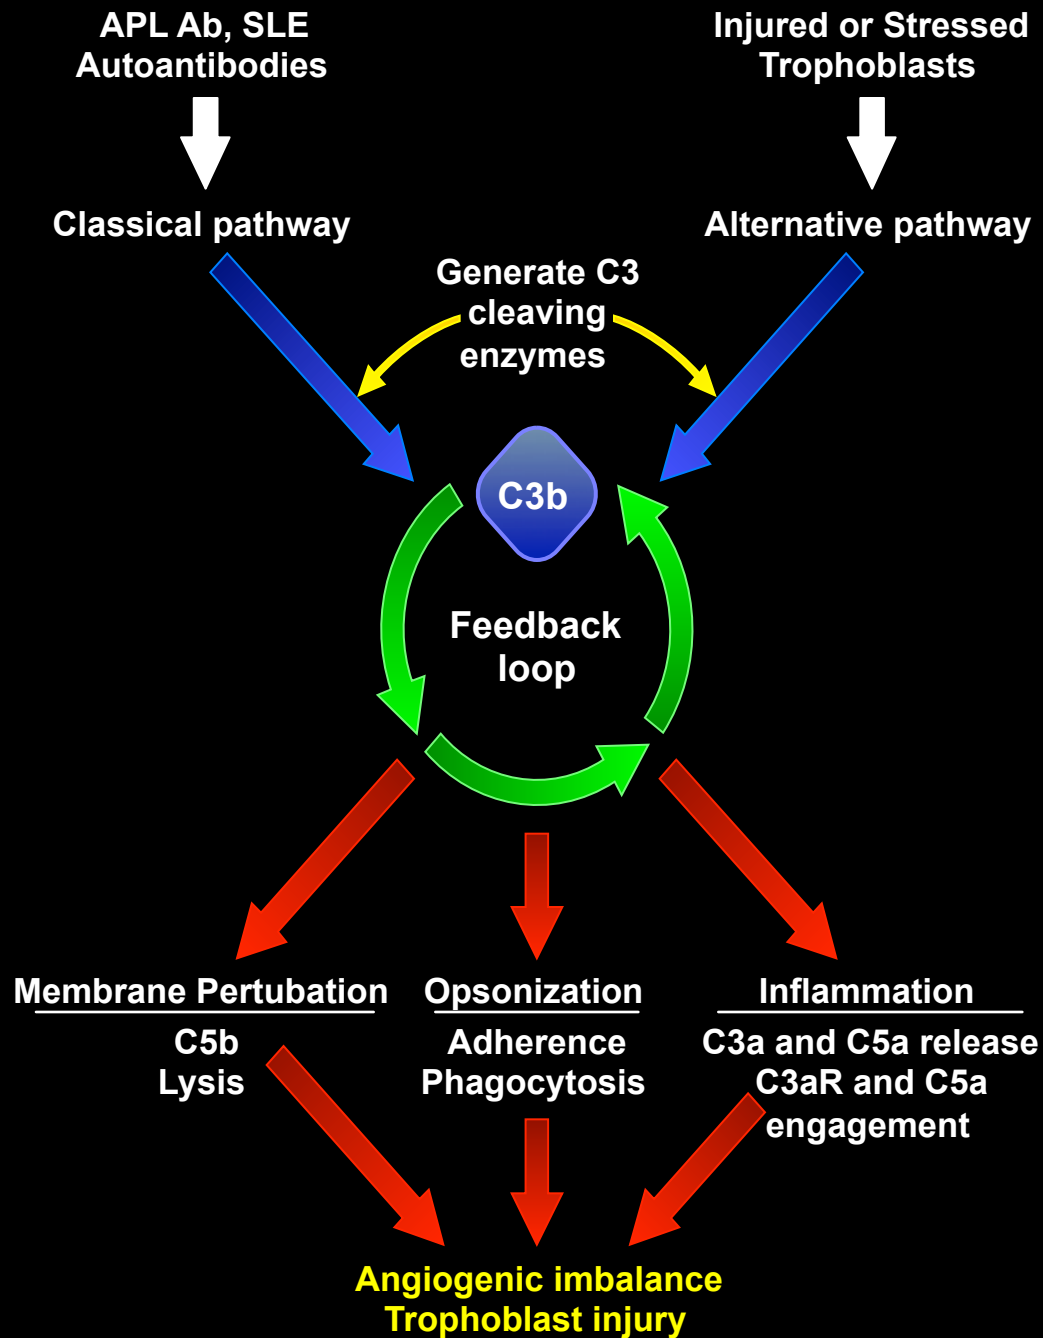 APL Ab, SLE
Autoantibodies
Injured or Stressed
Trophoblasts
Classical pathway
Alternative pathway
Generate C3
cleaving
enzymes
C3b
Feedback
loop
Membrane Pertubation
C5b
Lysis
Opsonization
Adherence
Phagocytosis
Inflammation
C3a and C5a release
C3aR and C5a
engagement
Angiogenic imbalance
Trophoblast injury